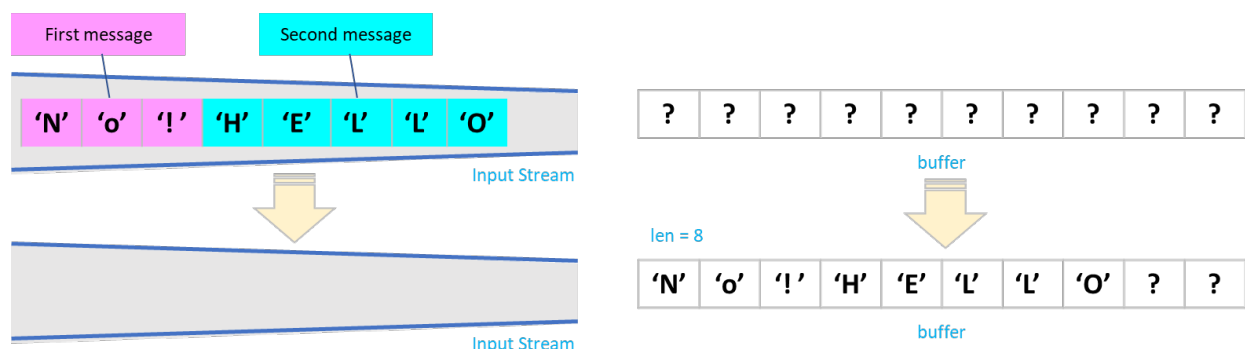 First message Second message
‘N’ ‘o’ ‘!’ ‘H’ ‘E’ ‘L’ ‘L’ ‘O’
Input Stream
? ? ? ? ? ? ? ? ? ?
buffer
Input Stream
len = 8
‘N’ ‘o’ ‘!’ ‘H’ ‘E’ ‘L’ ‘L’ ‘O’ ? ?
buffer